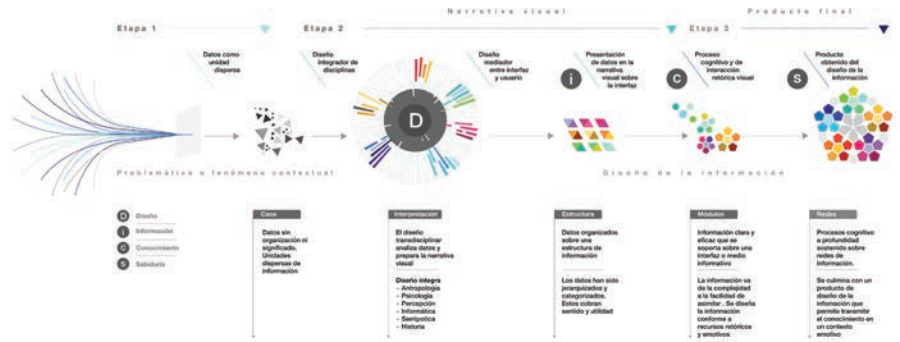 Narrativa visual
Producto final
Etapa 1
Etapa 2
Etapa 3
Datos como
unidad
dispersa
Diseño
integrador de
disciplinas
Diseño
mediador
entre interfaz
y usuario
Presentación
de datos en la
narrativa
visual sobre
la interfaz
Proceso
cognitivo y de
interacción
retórica visual
Producto
obtenido del
diseño de la
información
D
i
C
S
Problemática o fenómeno contextual
Diseño de la información
D Diseño
i Información
C Conocimiento
S Sabiduría
Caos
Datos sin
organización ni
significado.
Unidades
dispersas de
información
Interpretación
El diseño
transdisciplinar
analiza datos y
prepara la narrativa
visual
Diseño integra
- Antropología
- Psicología
- Percepción
- Informática
- Semipotica
- Historia
Estructura
Datos organizados
sobre una
estructura de
información
Los datos han sido
jerarquizados y
categorizados.
Estos cobran
sentido y utilidad
Módulos
Información clara y
eficaz que se
soporta sobre una
interfaz o medio
informativo
La información va
de la complejidad
a la facilidad de
asimilar . Se diseña
la información
conforme a
recursos retóricos
y emotivos
Redes
Procesos cognitivo
a profundidad
sostenido sobre
redes de
información.
Se culmina con un
producto de
diseño de la
infomación que
permite transmitir
el conocimiento en
un contexto
emotivo